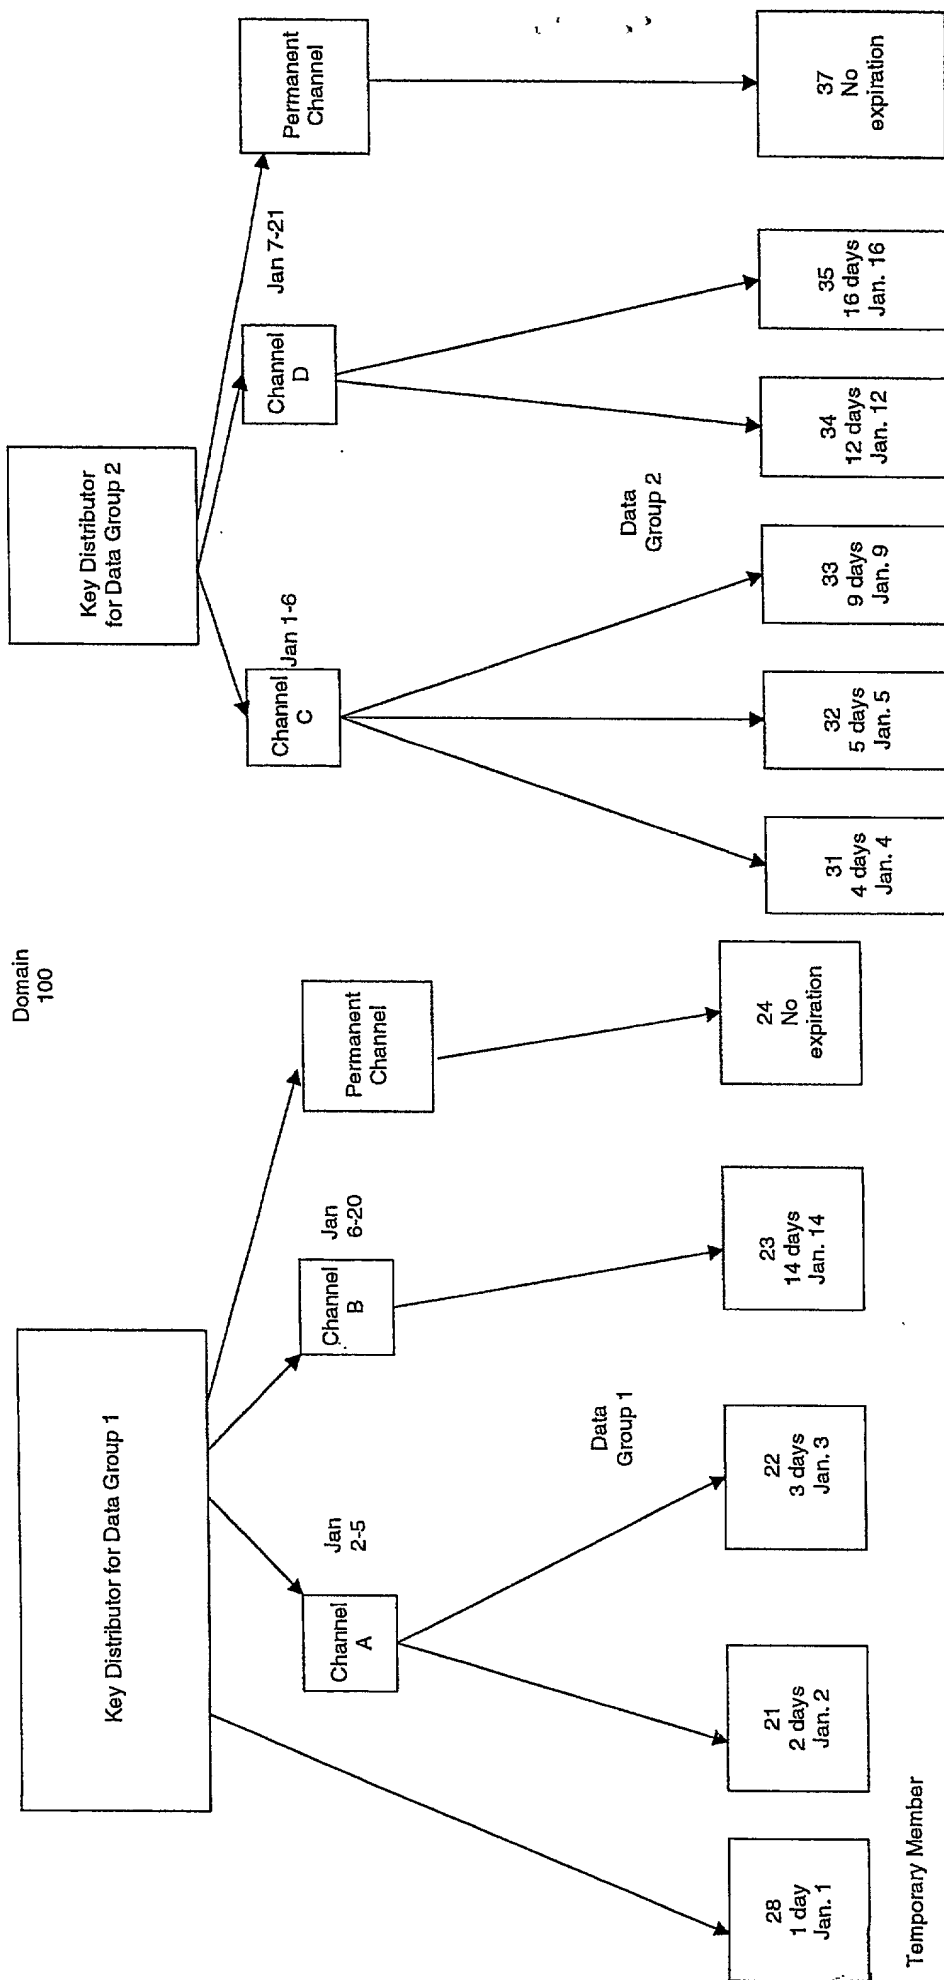 Domain
100
Key Distributor for Data Group 1
Key Distributor
for Data Group 2
Channel
A
Jan
2-5
Channel
B
Jan
6-20
Permanent
Channel
Channel
C
Jan 1-6
Channel
D
Jan 7-21
Permanent
Channel
Data
Group 1
Data
Group 2
28
1 day
Jan. 1
21
2 days
Jan. 2
22
3 days
Jan. 3
23
14 days
Jan. 14
24
No
expiration
31
4 days
Jan. 4
32
5 days
Jan. 5
33
9 days
Jan. 9
34
12 days
Jan. 12
35
16 days
Jan. 16
37
No
expiration
Temporary Member